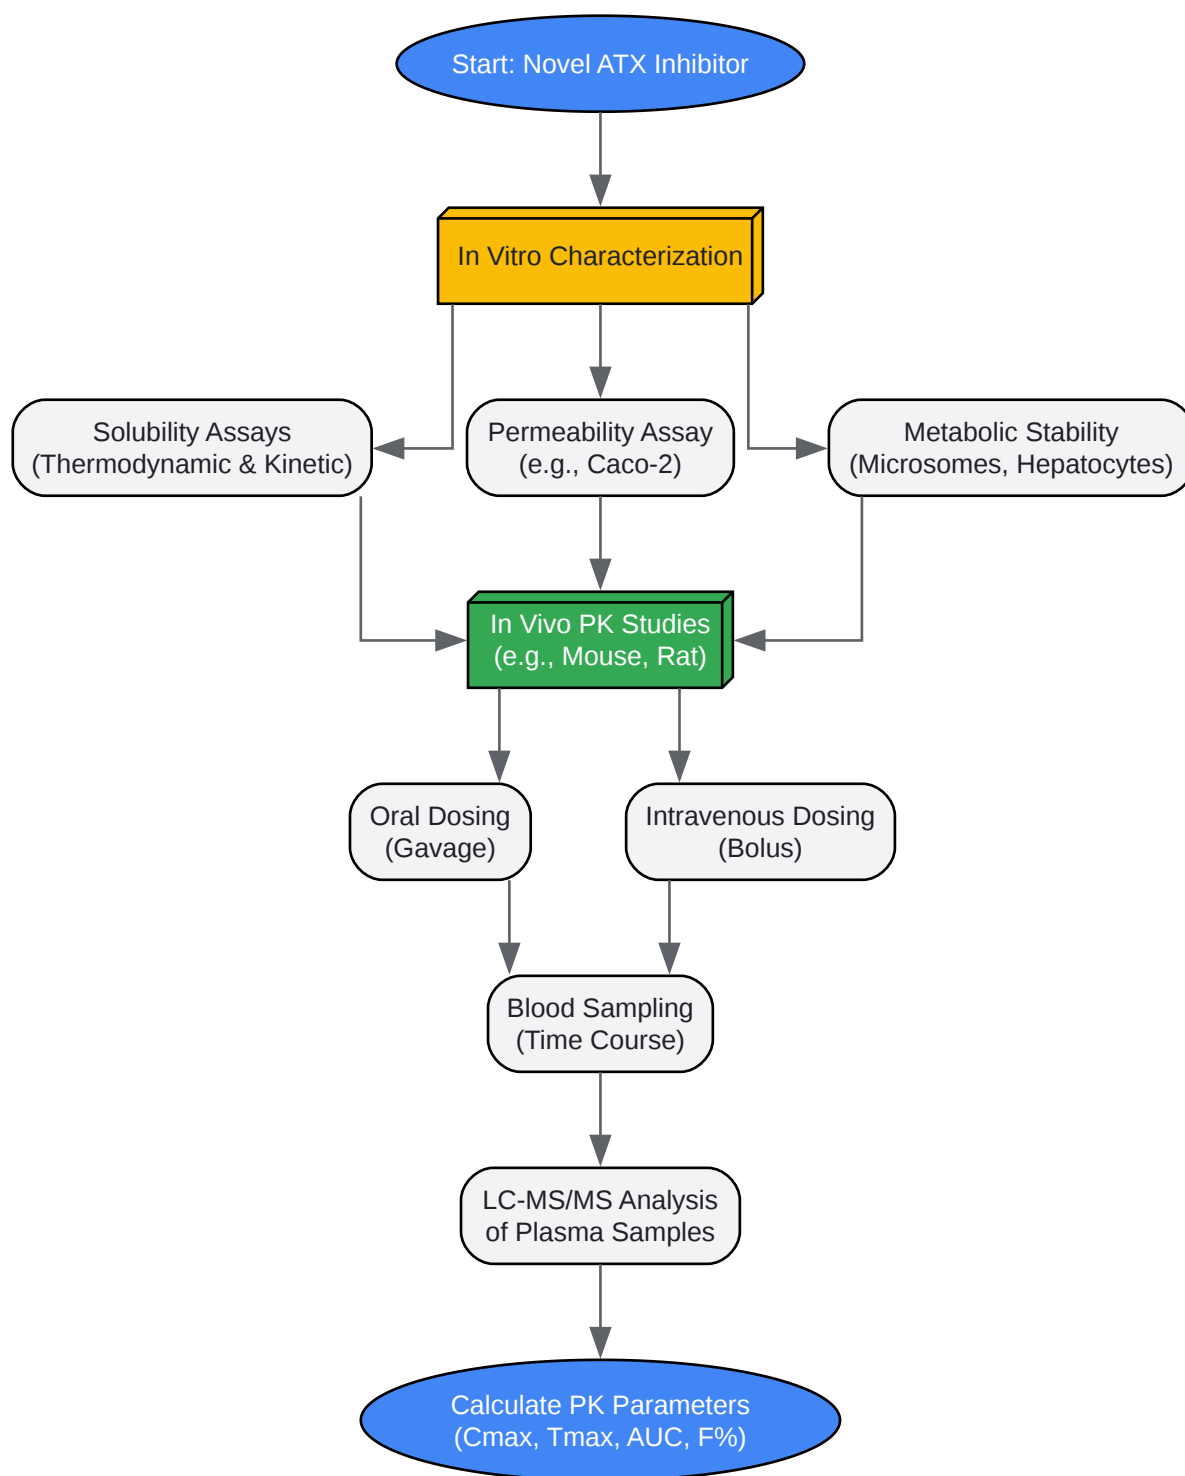 Start: Novel ATX Inhibitor
In Vitro Characterization
Solubility Assays
(Thermodynamic & Kinetic)
Permeability Assay
(e.g., Caco-2)
Metabolic Stability
(Microsomes, Hepatocytes)
In Vivo PK Studies
(e.g., Mouse, Rat)
Oral Dosing
(Gavage)
Intravenous Dosing
(Bolus)
Blood Sampling
(Time Course)
LC-MS/MS Analysis
of Plasma Samples
Calculate PK Parameters
(Cmax, Tmax, AUC, F%)